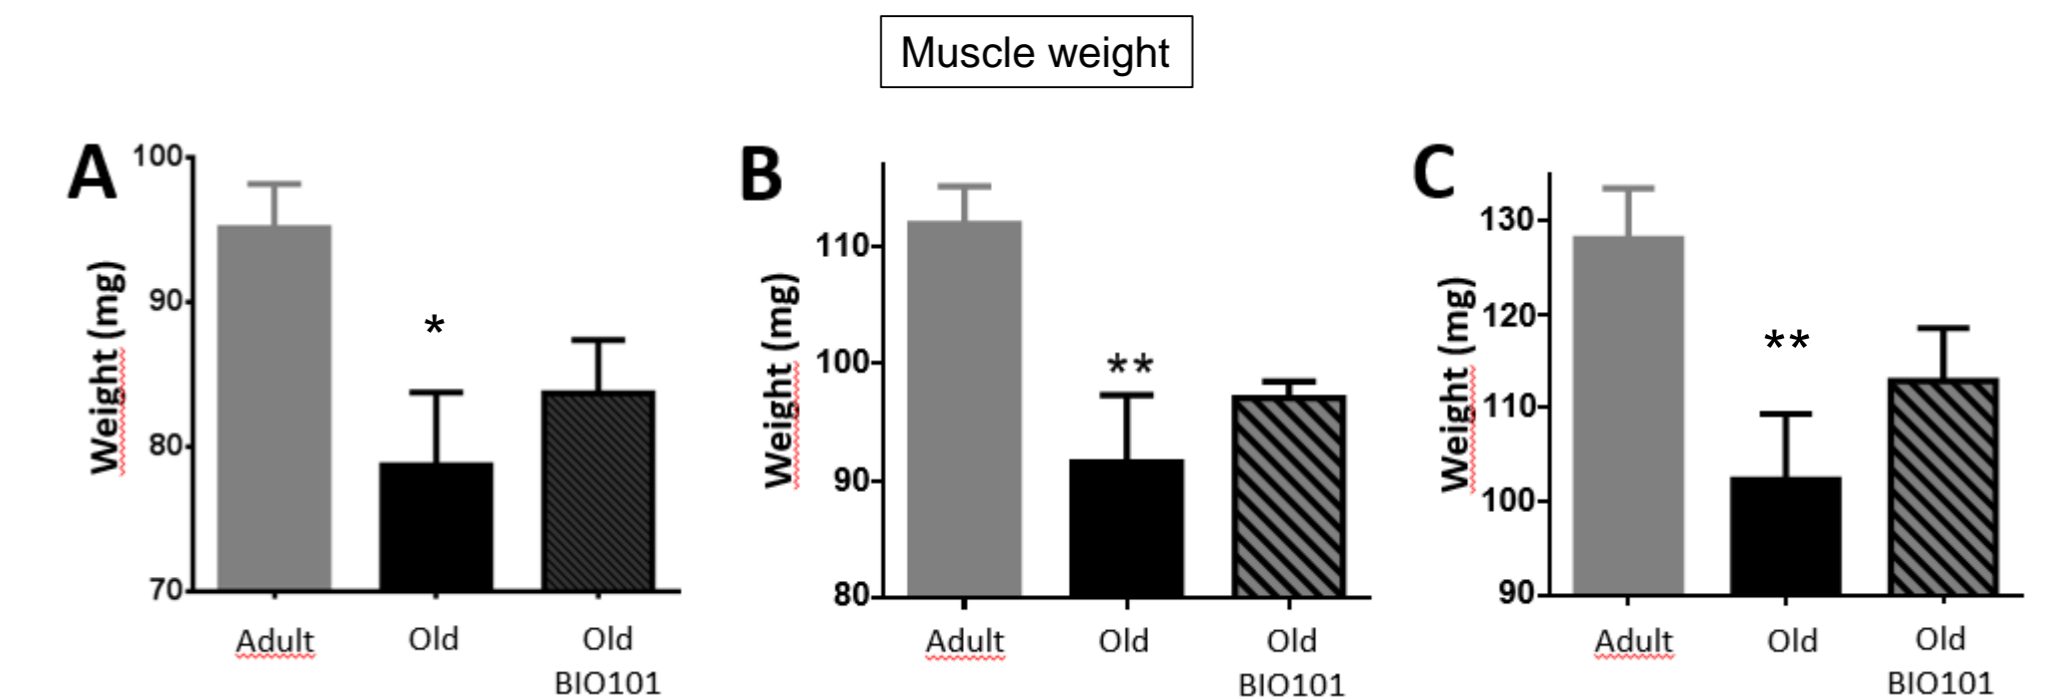 Muscle weight
A
100
90
80
70
Weight (mg)
*
Adult
Old
Old
BIO101
B
110
100
90
80
Weight (mg)
**
Adult
Old
Old
BIO101
C
130
120
110
100
90
Weight (mg)
**
Adult
Old
Old
BIO101